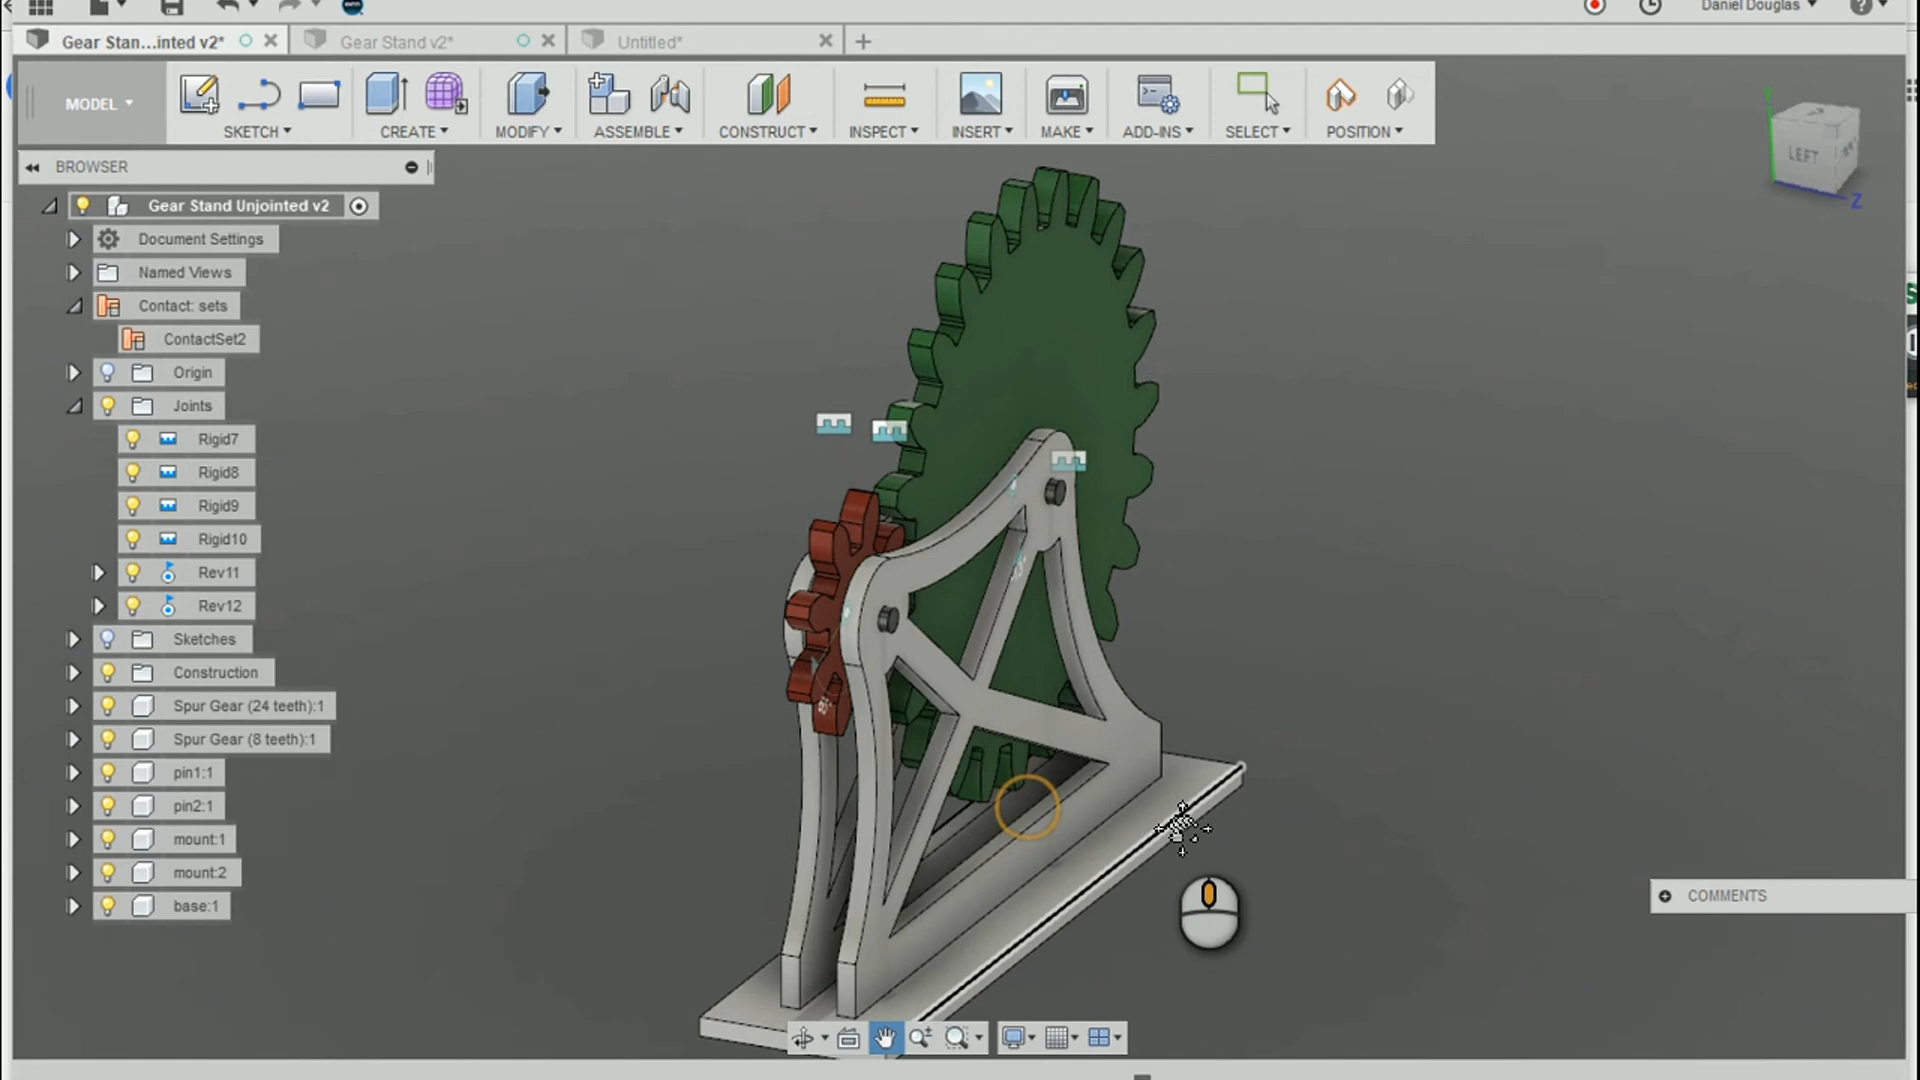 Daniel Douglas
Gear Stan...inted v2*
Gear Stand v2*
Untitled*
MODEL
SKETCH
CREATE
MODIFY
ASSEMBLE
CONSTRUCT
INSPECT
INSERT
MAKE
ADD-INS
SELECT
POSITION
Y
LEFT
Z
BROWSER
Gear Stand Unjointed v2
Document Settings
Named Views
Contact: sets
ContactSet2
Origin
Joints
Rigid7
Rigid8
Rigid9
Rigid10
Rev11
Rev12
Sketches
Construction
Spur Gear (24 teeth):1
Spur Gear (8 teeth):1
pin1:1
pin2:1
mount:1
mount:2
base:1
COMMENTS